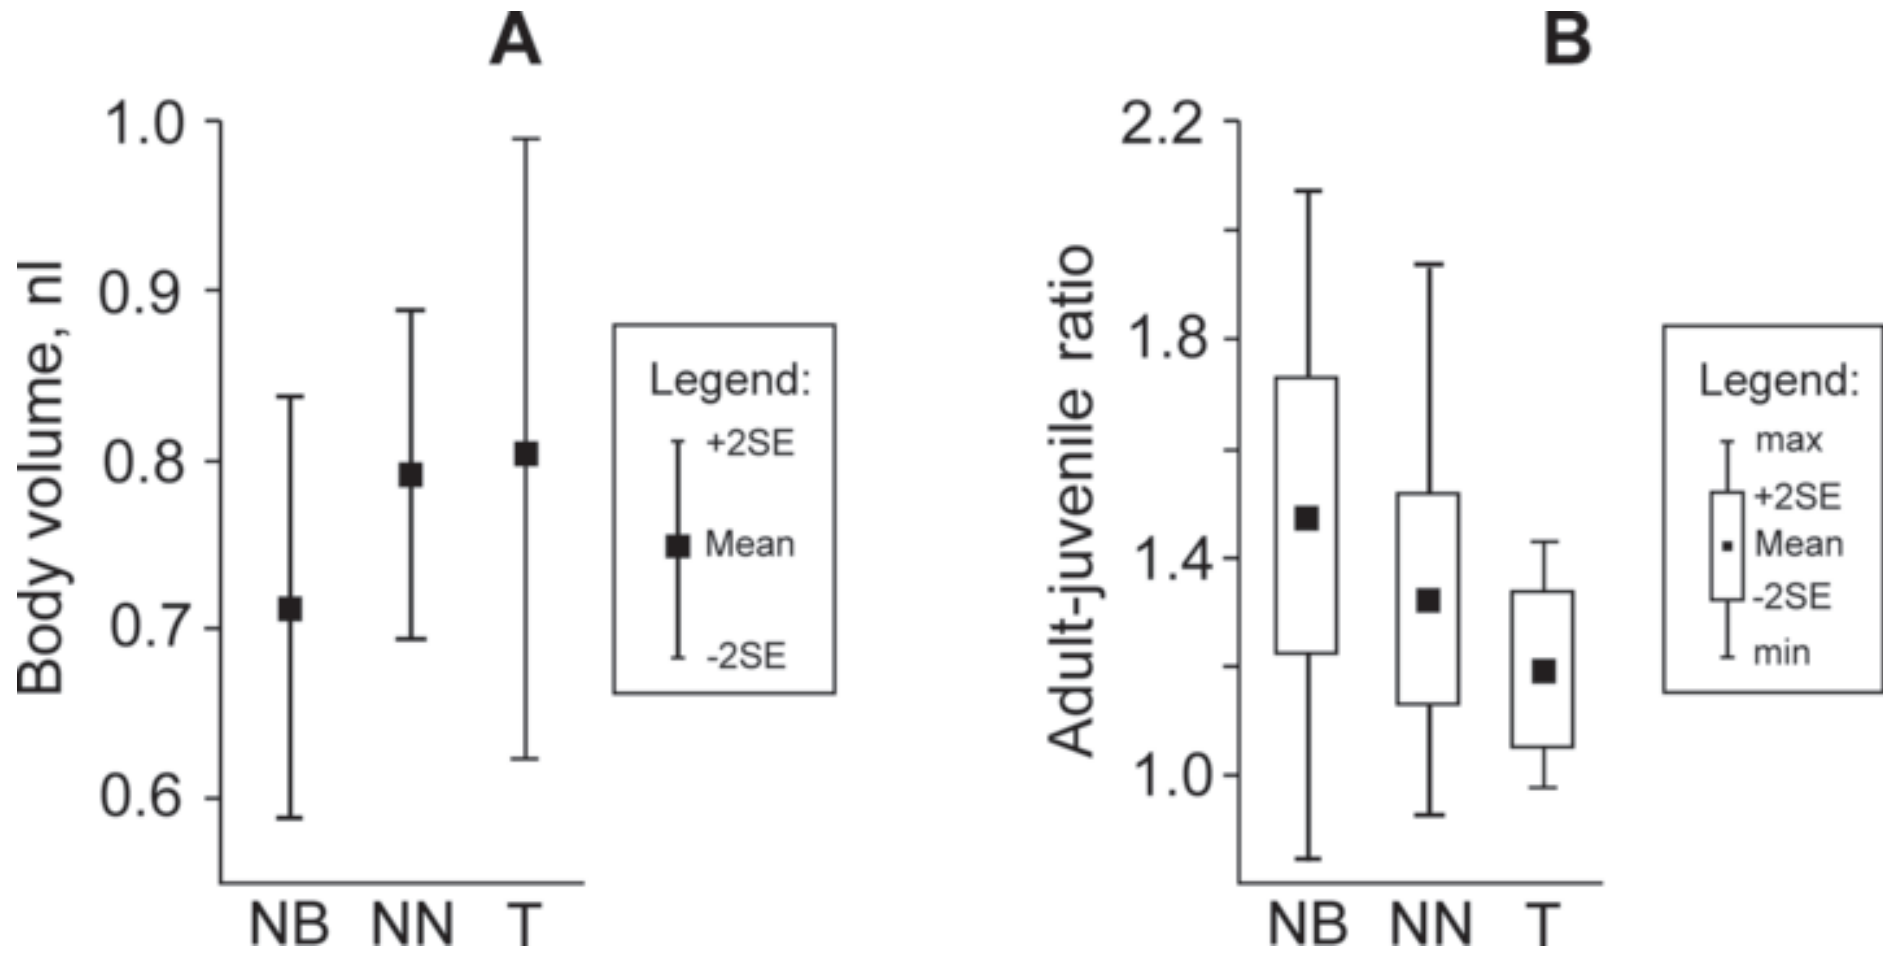 A
1.0
0.9
0.8
0.7
0.6
Body volume, nl
NB NN T
Legend:
+2SE
Mean
-2SE
B
2.2
1.8
1.4
1.0
Adult-juvenile ratio
NB NN T
Legend:
max
+2SE
Mean
-2SE
min